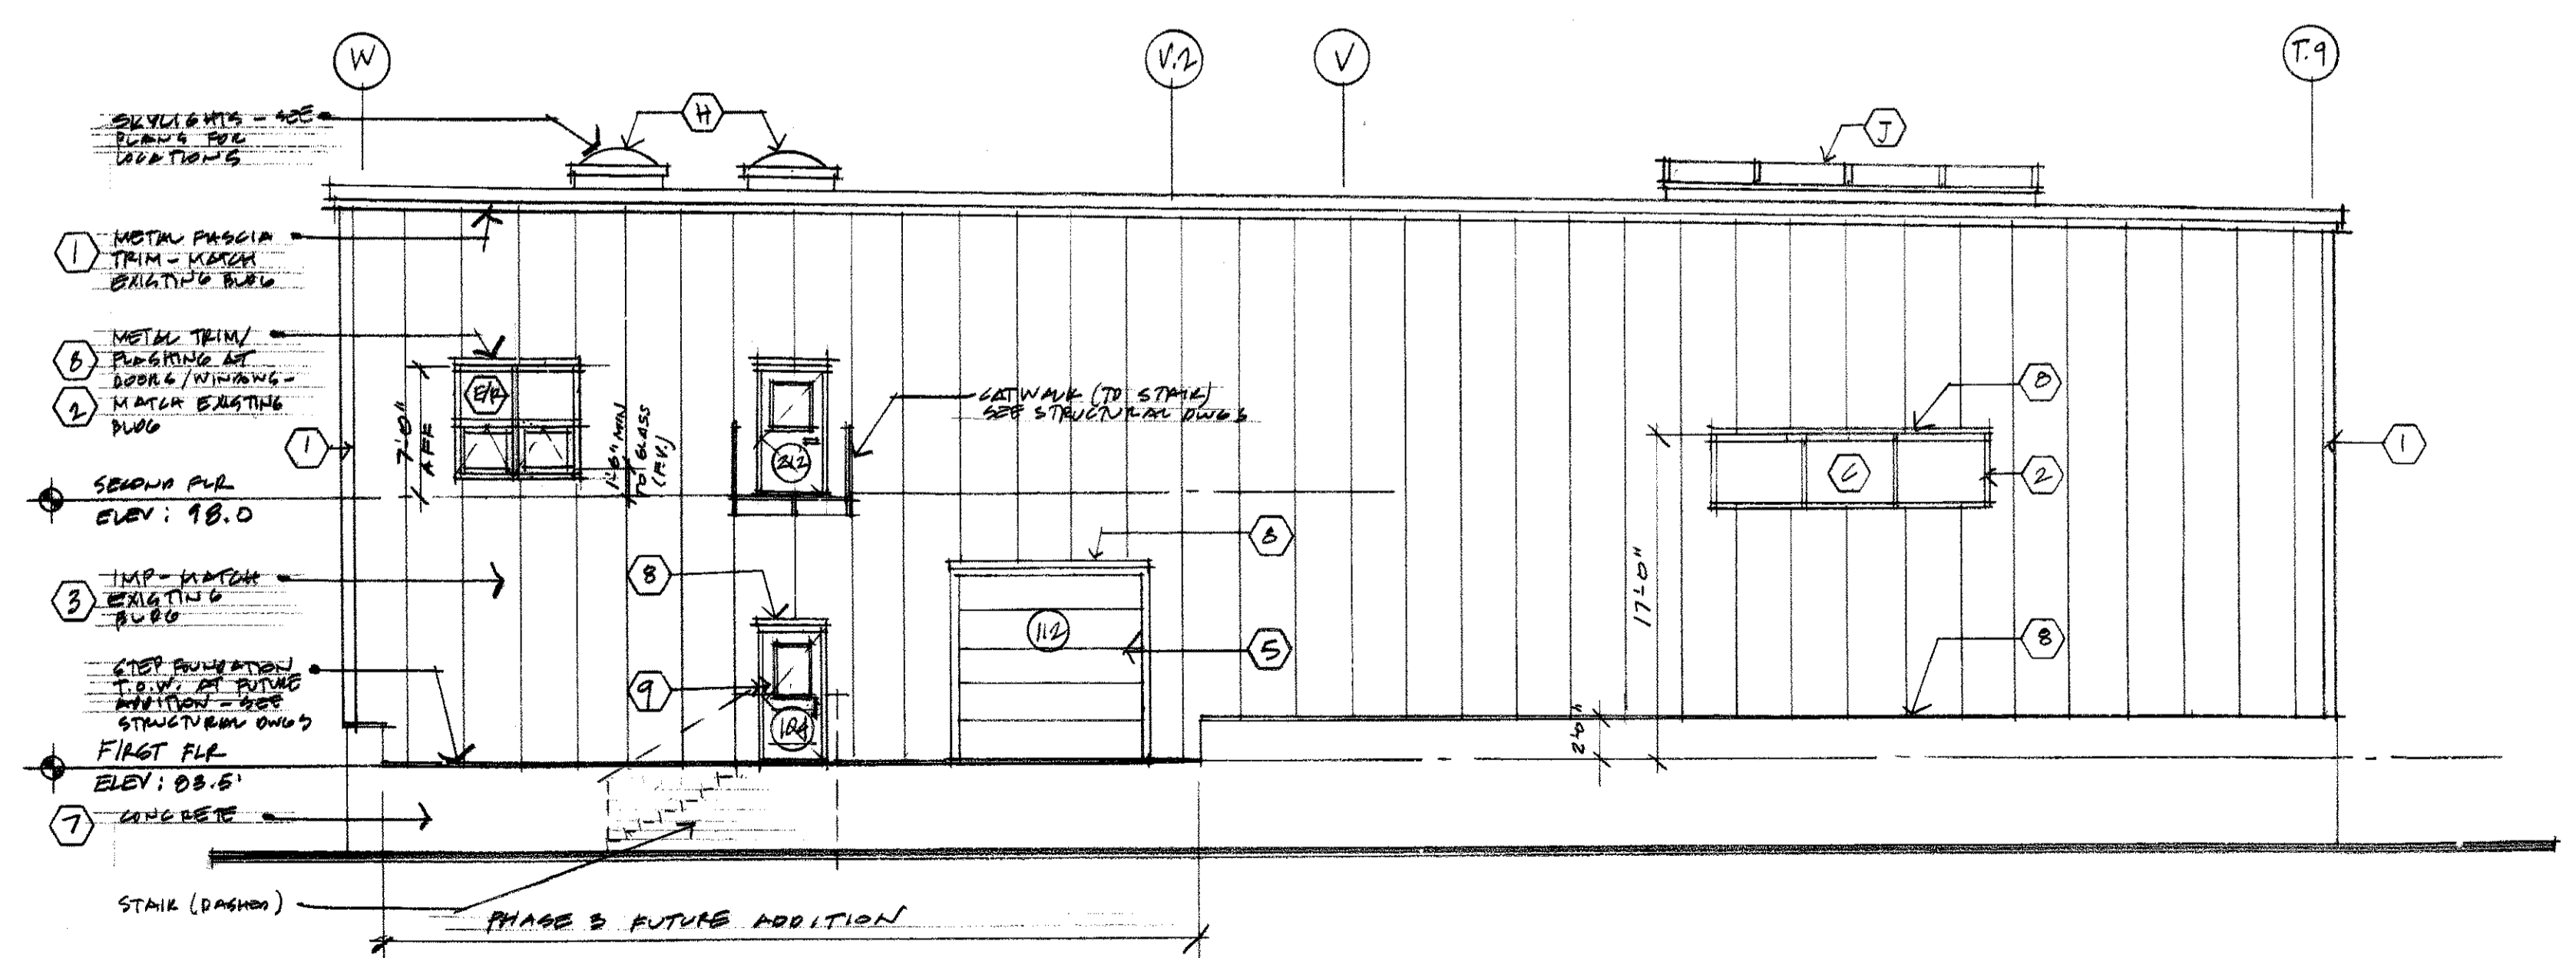 W
V.2
V
T.9
SKYLIGHTS - SEE
PLANS FOR
LOCATIONS
H
J
1
METAL FASCIA
TRIM - MATCH
EXISTING BLDG
8
2
METAL TRIM/
FLASHING AT
DOORS/WINDOWS -
MATCH EXISTING
BLDG
1
7'-0"
AFF
E/R
1'-6" MIN
TO GLASS
(F.V.)
212
CATWALK (TO STAIR)
SEE STRUCTURAL DWGS
8
C
2
1
SECOND FLR
ELEV: 98.0
8
3
IMP - MATCH
EXISTING
BLDG
8
112
5
17'-0"
8
9
STEP FOUNDATION
T.O.W. AT FUTURE
ADDITION - SEE
STRUCTURAL DWGS
2'-0"
FIRST FLR
ELEV: 83.5'
7
CONCRETE
STAIR (DASHED)
PHASE 3 FUTURE ADDITION